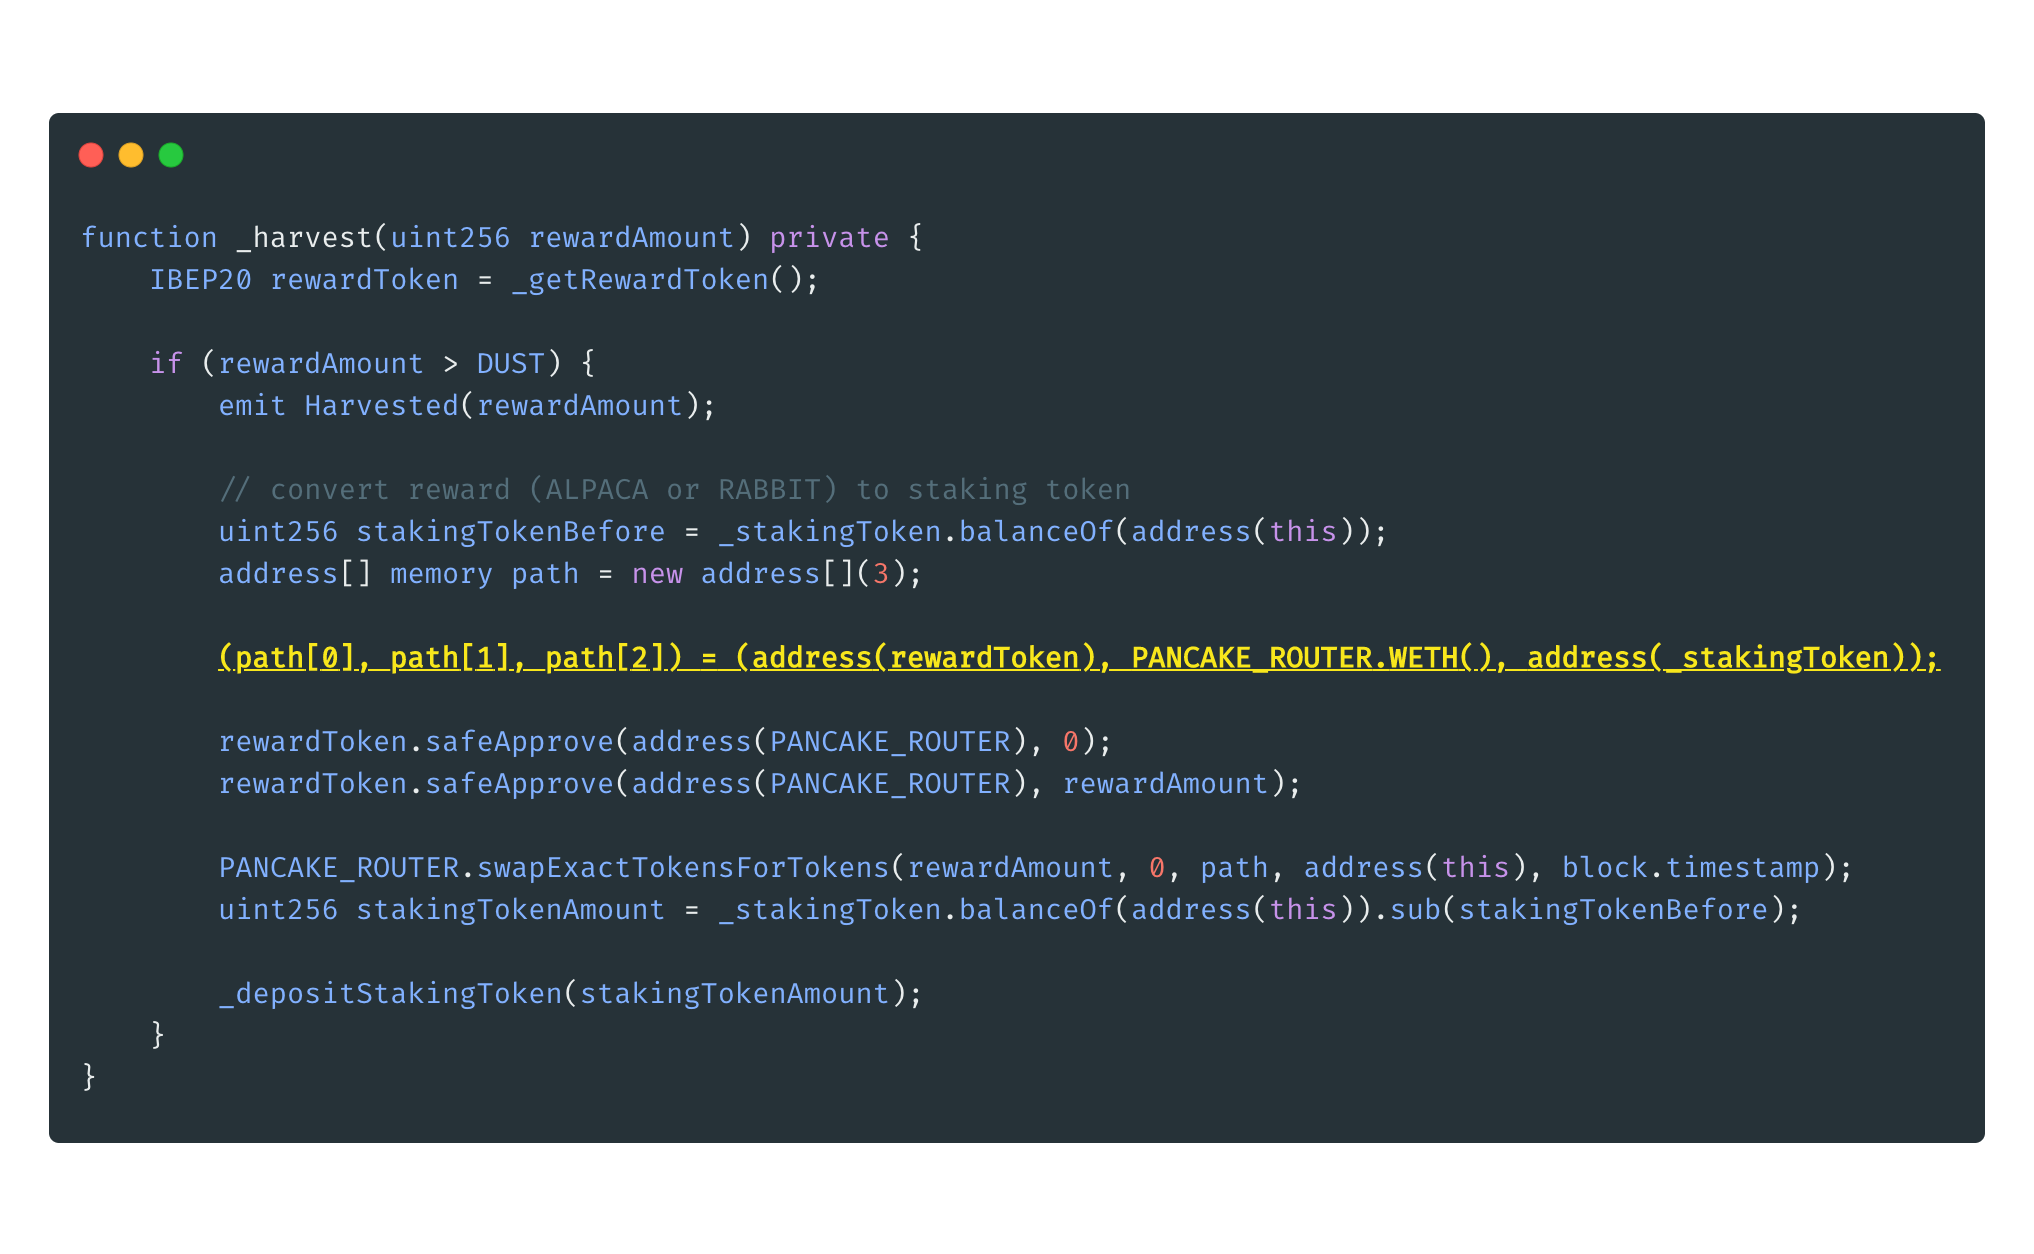 function _harvest(uint256 rewardAmount) private {
    IBEP20 rewardToken = _getRewardToken();
    if (rewardAmount > DUST) {
        emit Harvested(rewardAmount);
        // convert reward (ALPACA or RABBIT) to staking token
        uint256 stakingTokenBefore = _stakingToken.balanceOf(address(this));
        address[] memory path = new address[](3);
        (path[0], path[1], path[2]) = (address(rewardToken), PANCAKE_ROUTER.WETH(), address(_stakingToken));
        rewardToken.safeApprove(address(PANCAKE_ROUTER), 0);
        rewardToken.safeApprove(address(PANCAKE_ROUTER), rewardAmount);
        PANCAKE_ROUTER.swapExactTokensForTokens(rewardAmount, 0, path, address(this), block.timestamp);
        uint256 stakingTokenAmount = _stakingToken.balanceOf(address(this)).sub(stakingTokenBefore);
        _depositStakingToken(stakingTokenAmount);
    }
}